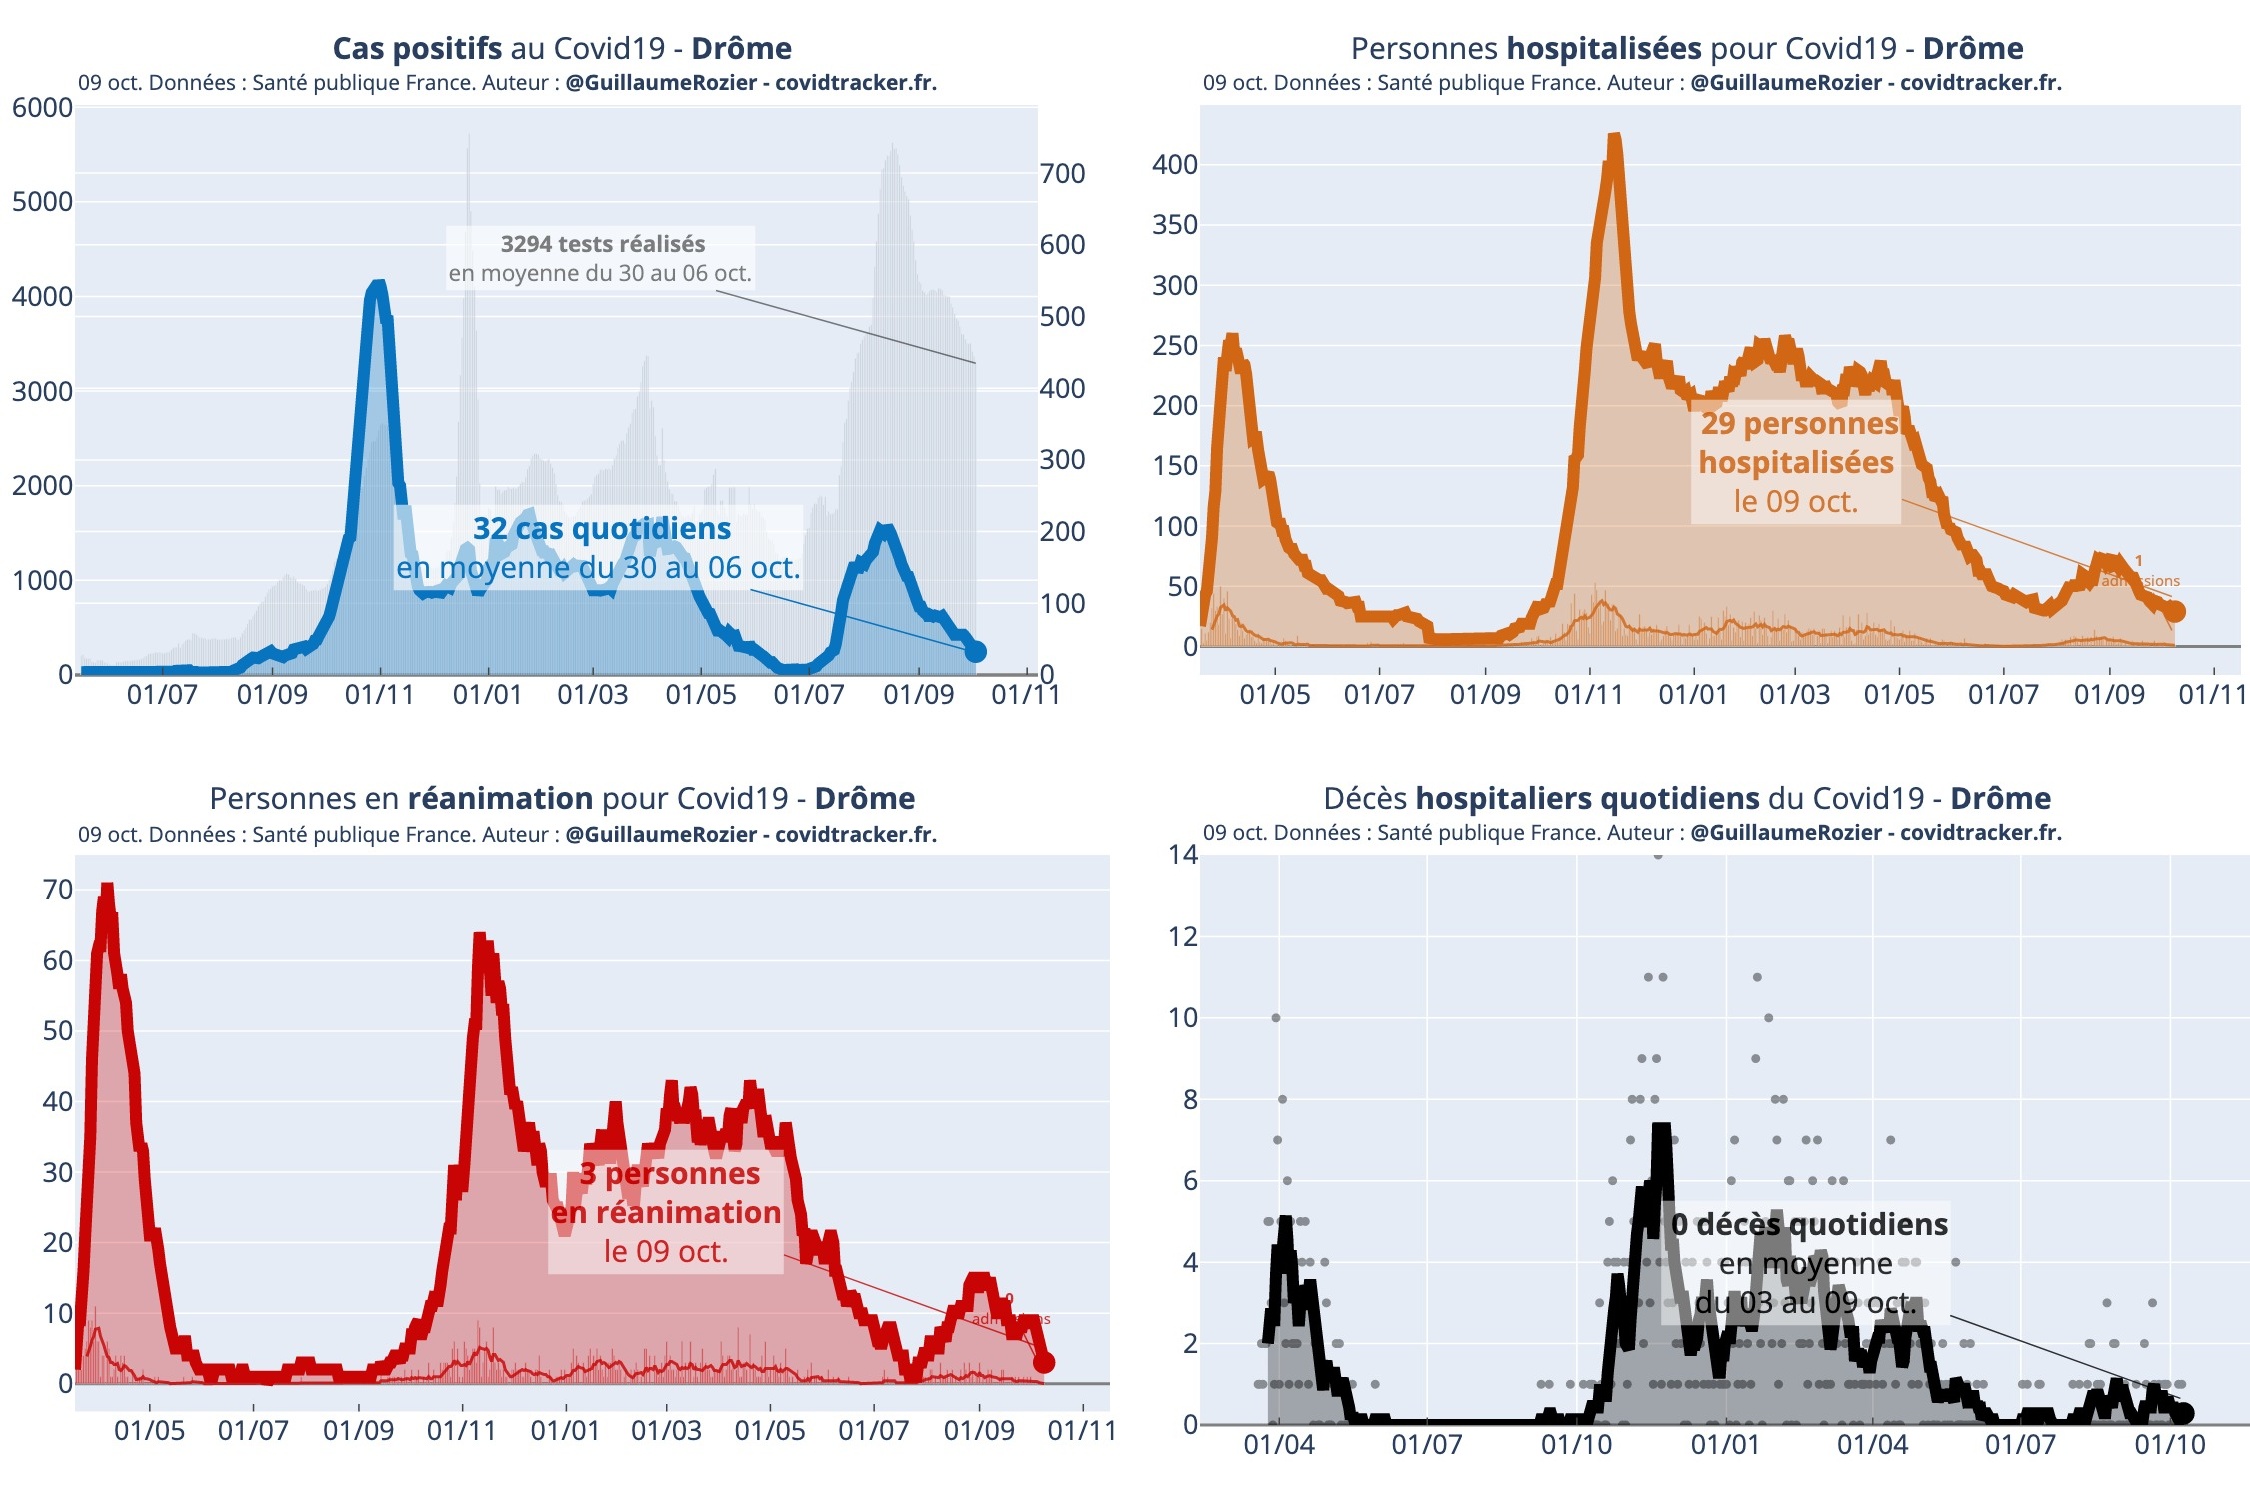 Cas positifs au Covid19 - Drôme
09 oct. Données : Santé publique France. Auteur : @GuillaumeRozier - covidtracker.fr.
6000
5000
4000
3000
2000
1000
0
700
600
500
400
300
200
100
0
3294 tests réalisés
en moyenne du 30 au 06 oct.
32 cas quotidiens
en moyenne du 30 au 06 oct.
01/07 01/09 01/11 01/01 01/03 01/05 01/07 01/09 01/11
Personnes hospitalisées pour Covid19 - Drôme
09 oct. Données : Santé publique France. Auteur : @GuillaumeRozier - covidtracker.fr.
400
350
300
250
200
150
100
50
0
29 personnes
hospitalisées
le 09 oct.
1
admissions
01/05 01/07 01/09 01/11 01/01 01/03 01/05 01/07 01/09 01/11
Personnes en réanimation pour Covid19 - Drôme
09 oct. Données : Santé publique France. Auteur : @GuillaumeRozier - covidtracker.fr.
70
60
50
40
30
20
10
0
3 personnes
en réanimation
le 09 oct.
0
admissions
01/05 01/07 01/09 01/11 01/01 01/03 01/05 01/07 01/09 01/11
Décès hospitaliers quotidiens du Covid19 - Drôme
09 oct. Données : Santé publique France. Auteur : @GuillaumeRozier - covidtracker.fr.
14
12
10
8
6
4
2
0
0 décès quotidiens
en moyenne
du 03 au 09 oct.
01/04 01/07 01/10 01/01 01/04 01/07 01/10